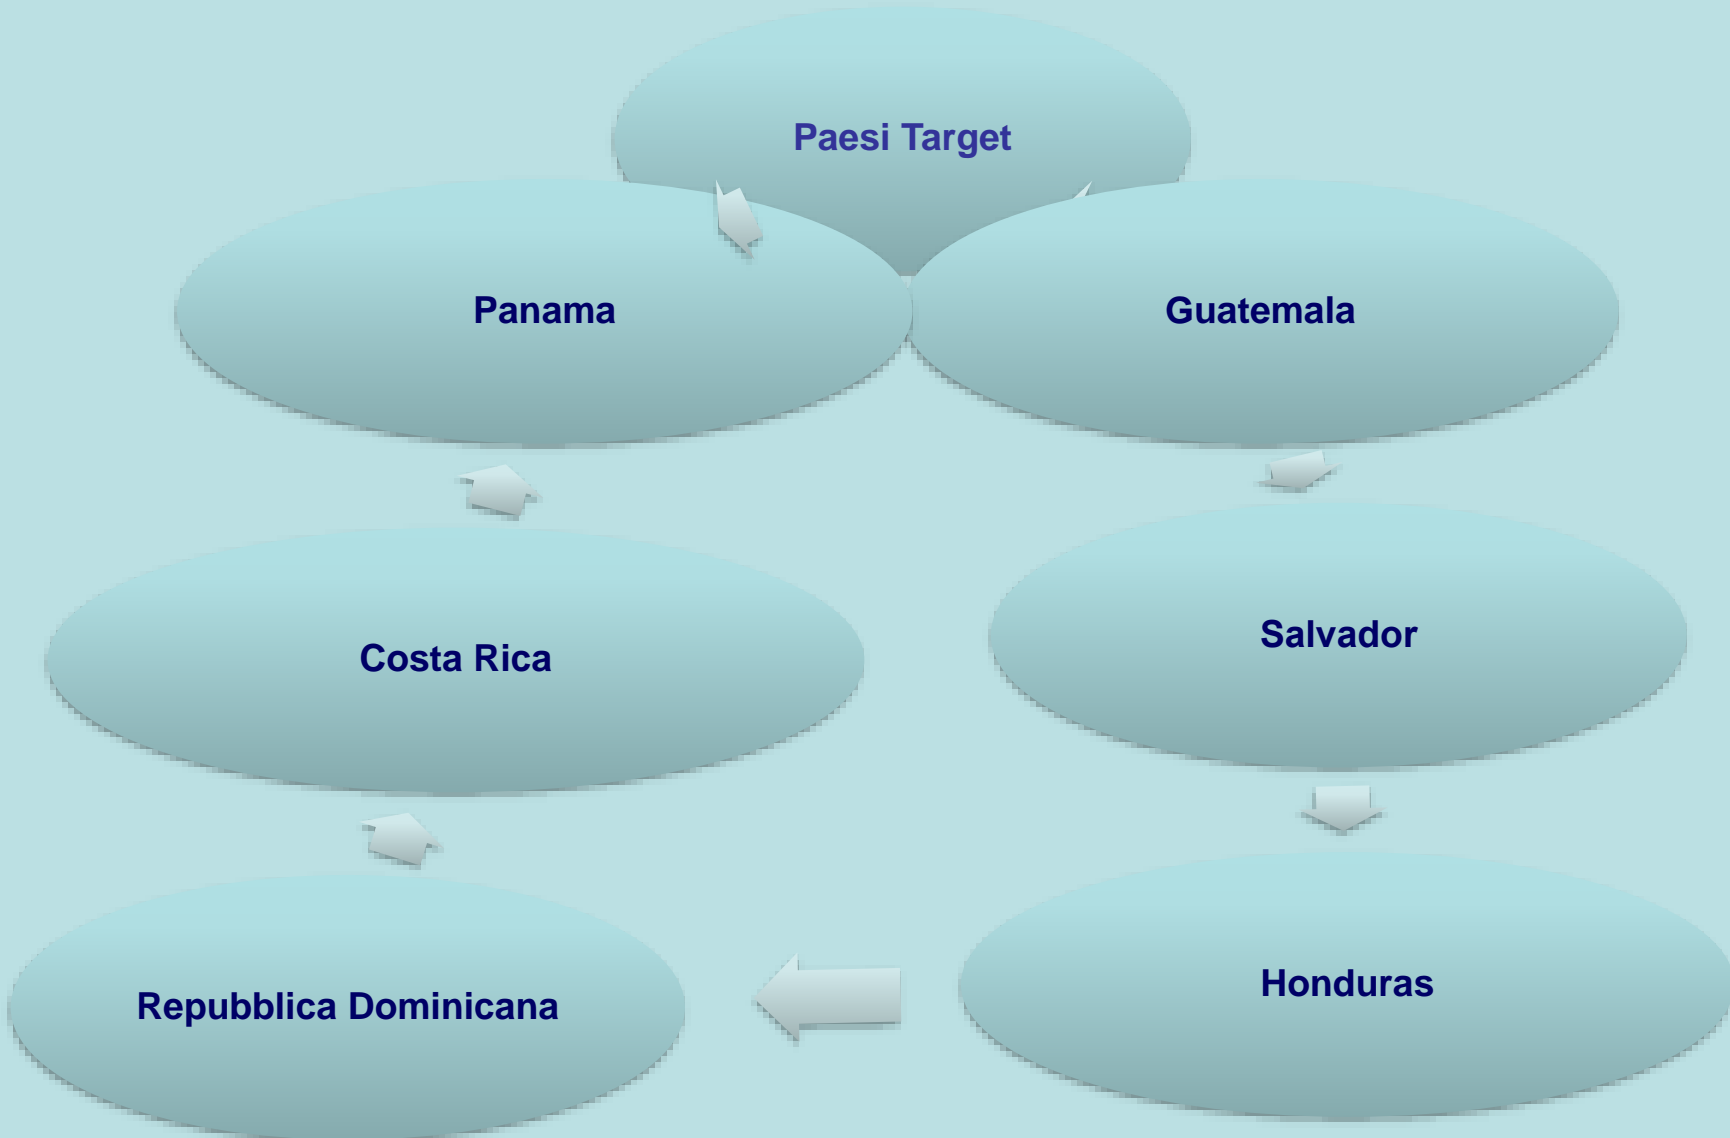 Paesi Target
Panama
Guatemala
Costa Rica
Salvador
Repubblica Dominicana
Honduras